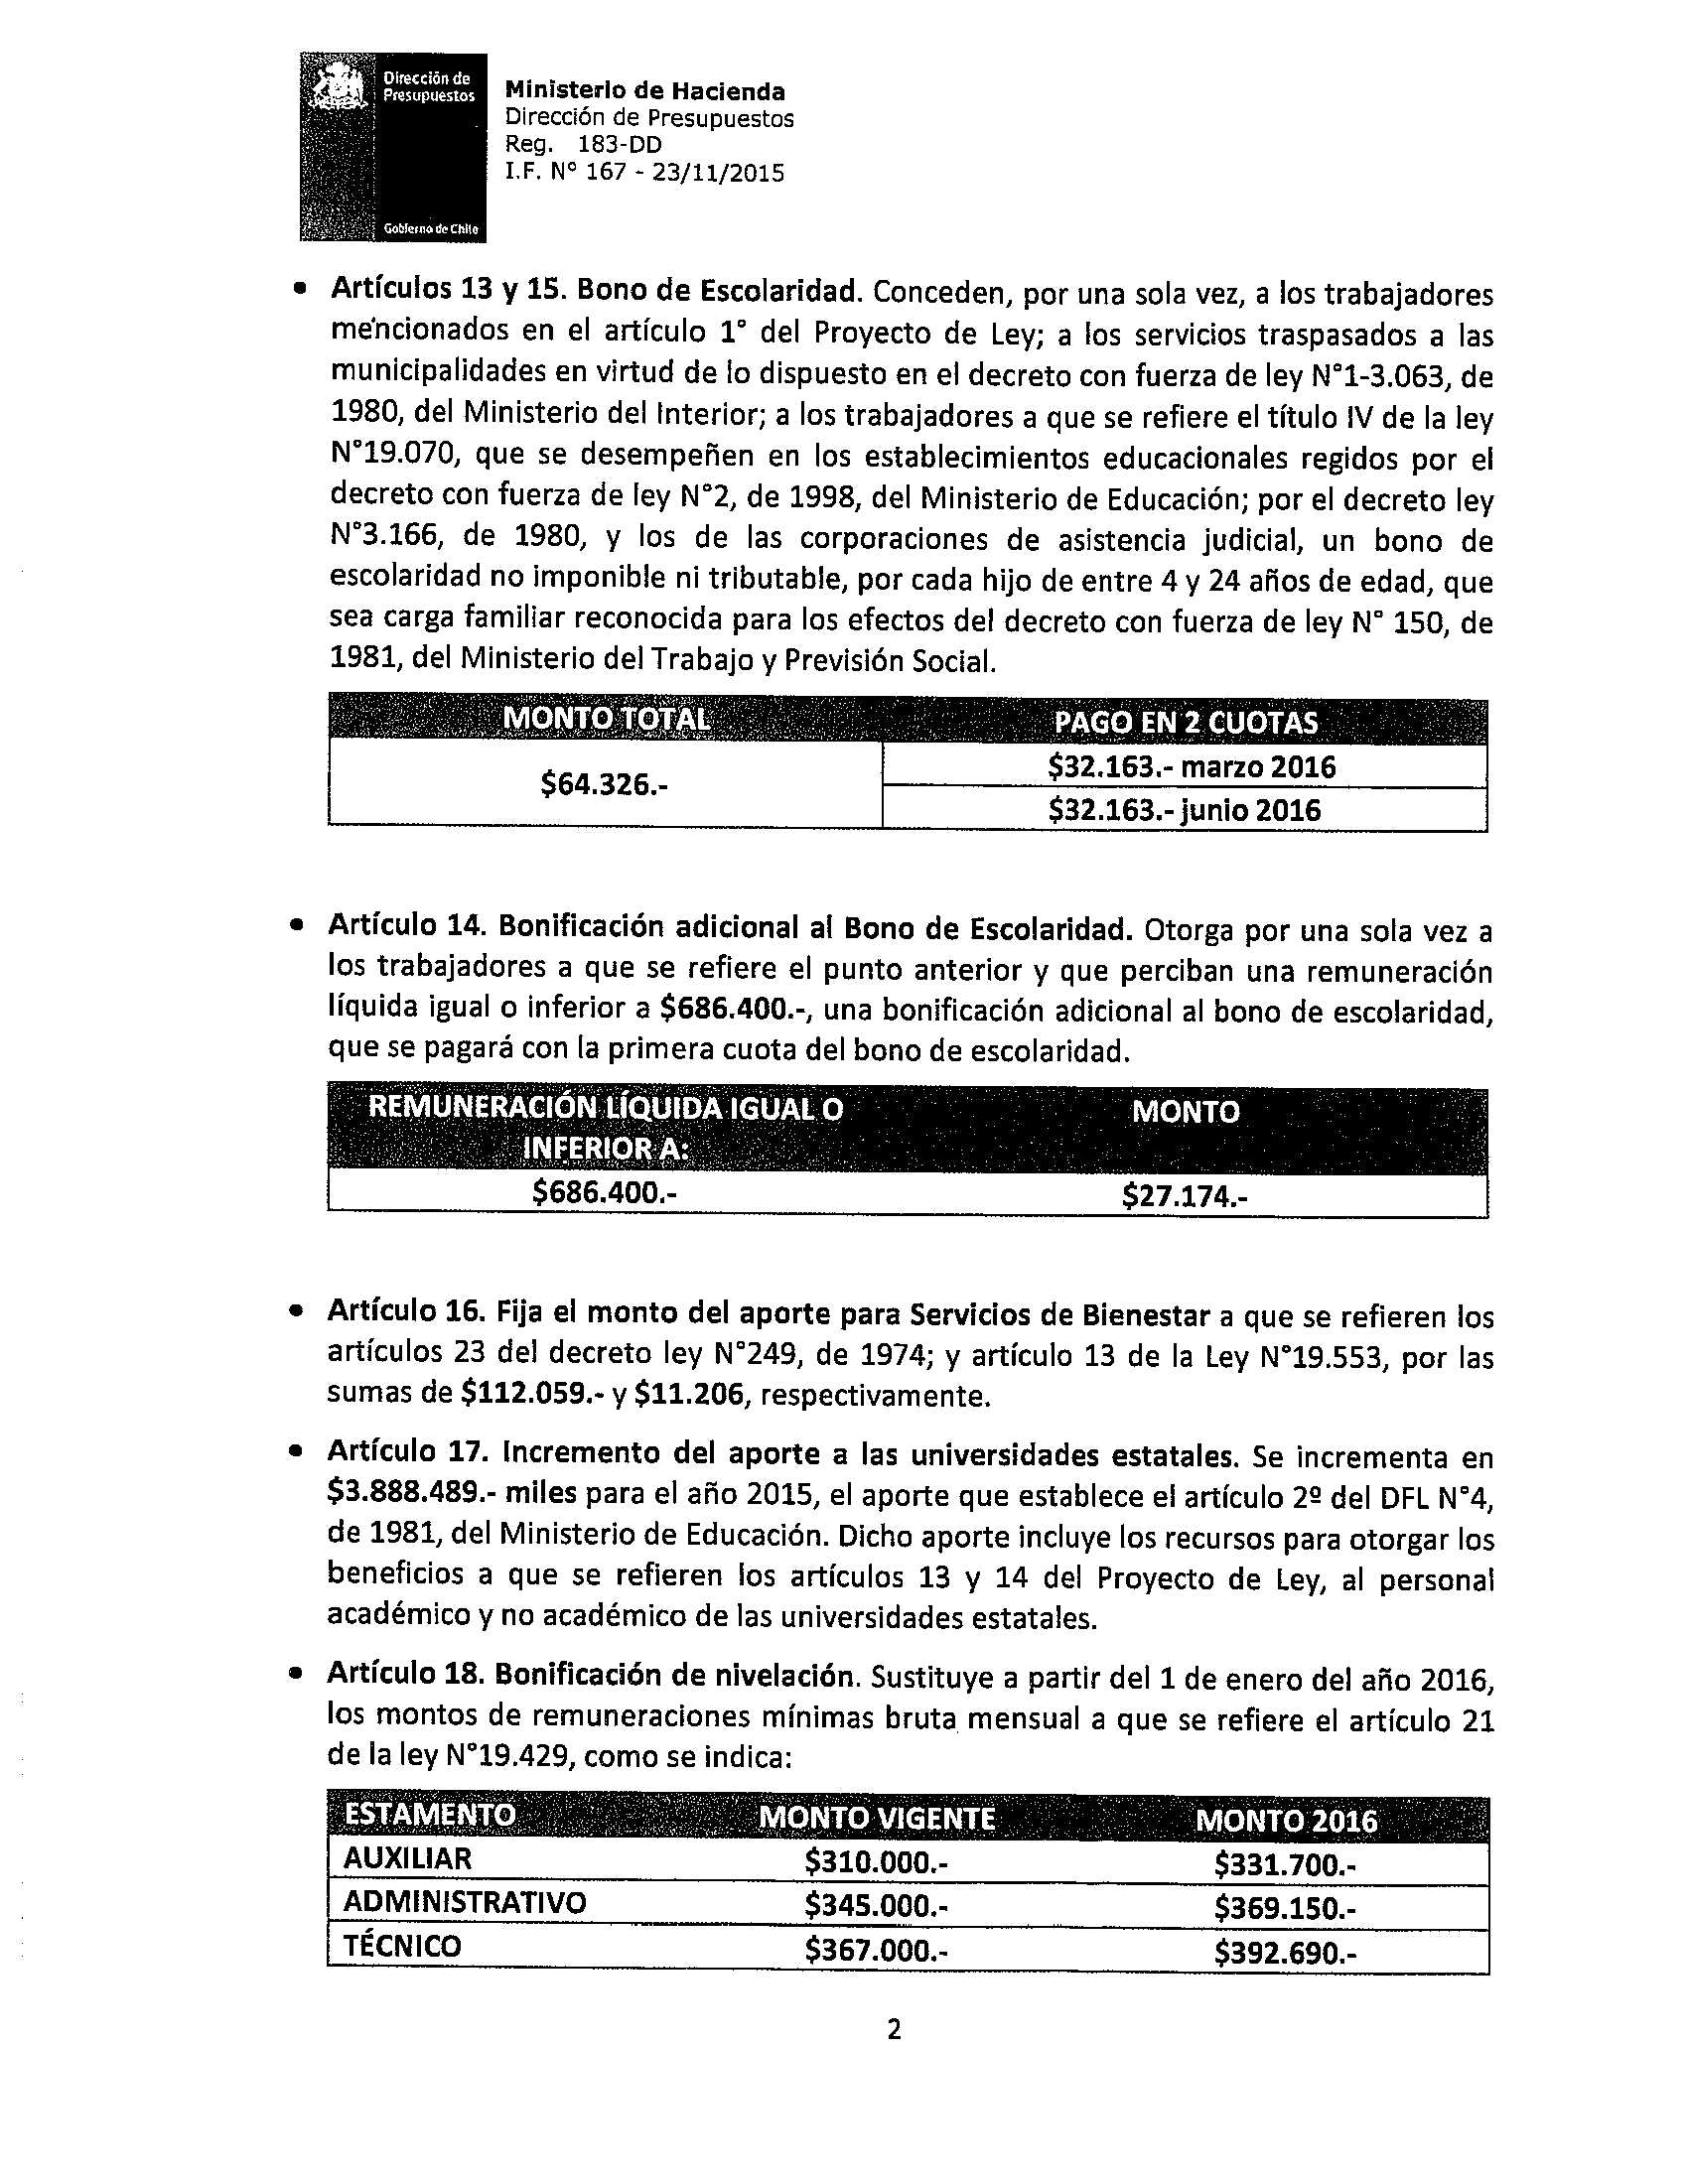 Dirección de
Presupuestos
Gobierno de Chile
Ministerio de Hacienda
Dirección de Presupuestos
Reg. 183-DD
I.F. N° 167 - 23/11/2015
• Artículos 13 y 15. Bono de Escolaridad. Conceden, por una sola vez, a los trabajadores
mencionados en el artículo 1° del Proyecto de Ley; a los servicios traspasados a las
municipalidades en virtud de lo dispuesto en el decreto con fuerza de ley N°1-3.063, de
1980, del Ministerio del Interior; a los trabajadores a que se refiere el título IV de la ley
N°19.070, que se desempeñen en los establecimientos educacionales regidos por el
decreto con fuerza de ley N°2, de 1998, del Ministerio de Educación; por el decreto ley
N°3.166, de 1980, y los de las corporaciones de asistencia judicial, un bono de
escolaridad no imponible ni tributable, por cada hijo de entre 4 y 24 años de edad, que
sea carga familiar reconocida para los efectos del decreto con fuerza de ley N° 150, de
1981, del Ministerio del Trabajo y Previsión Social.
MONTO TOTAL PAGO EN 2 CUOTAS
$64.326.- $32.163.- marzo 2016
$32.163.- junio 2016
• Artículo 14. Bonificación adicional al Bono de Escolaridad. Otorga por una sola vez a
los trabajadores a que se refiere el punto anterior y que perciban una remuneración
líquida igual o inferior a $686.400.-, una bonificación adicional al bono de escolaridad,
que se pagará con la primera cuota del bono de escolaridad.
REMUNERACIÓN LÍQUIDA IGUAL O MONTO
INFERIOR A:
$686.400.- $27.174.-
• Artículo 16. Fija el monto del aporte para Servicios de Bienestar a que se refieren los
artículos 23 del decreto ley N°249, de 1974; y artículo 13 de la Ley N°19.553, por las
sumas de $112.059.- y $11.206, respectivamente.
• Artículo 17. Incremento del aporte a las universidades estatales. Se incrementa en
$3.888.489.- miles para el año 2015, el aporte que establece el artículo 2º del DFL N°4,
de 1981, del Ministerio de Educación. Dicho aporte incluye los recursos para otorgar los
beneficios a que se refieren los artículos 13 y 14 del Proyecto de Ley, al personal
académico y no académico de las universidades estatales.
• Artículo 18. Bonificación de nivelación. Sustituye a partir del 1 de enero del año 2016,
los montos de remuneraciones mínimas bruta mensual a que se refiere el artículo 21
de la ley N°19.429, como se indica:
ESTAMENTO MONTO VIGENTE MONTO 2016
AUXILIAR $310.000.- $331.700.-
ADMINISTRATIVO $345.000.- $369.150.-
TÉCNICO $367.000.- $392.690.-
2